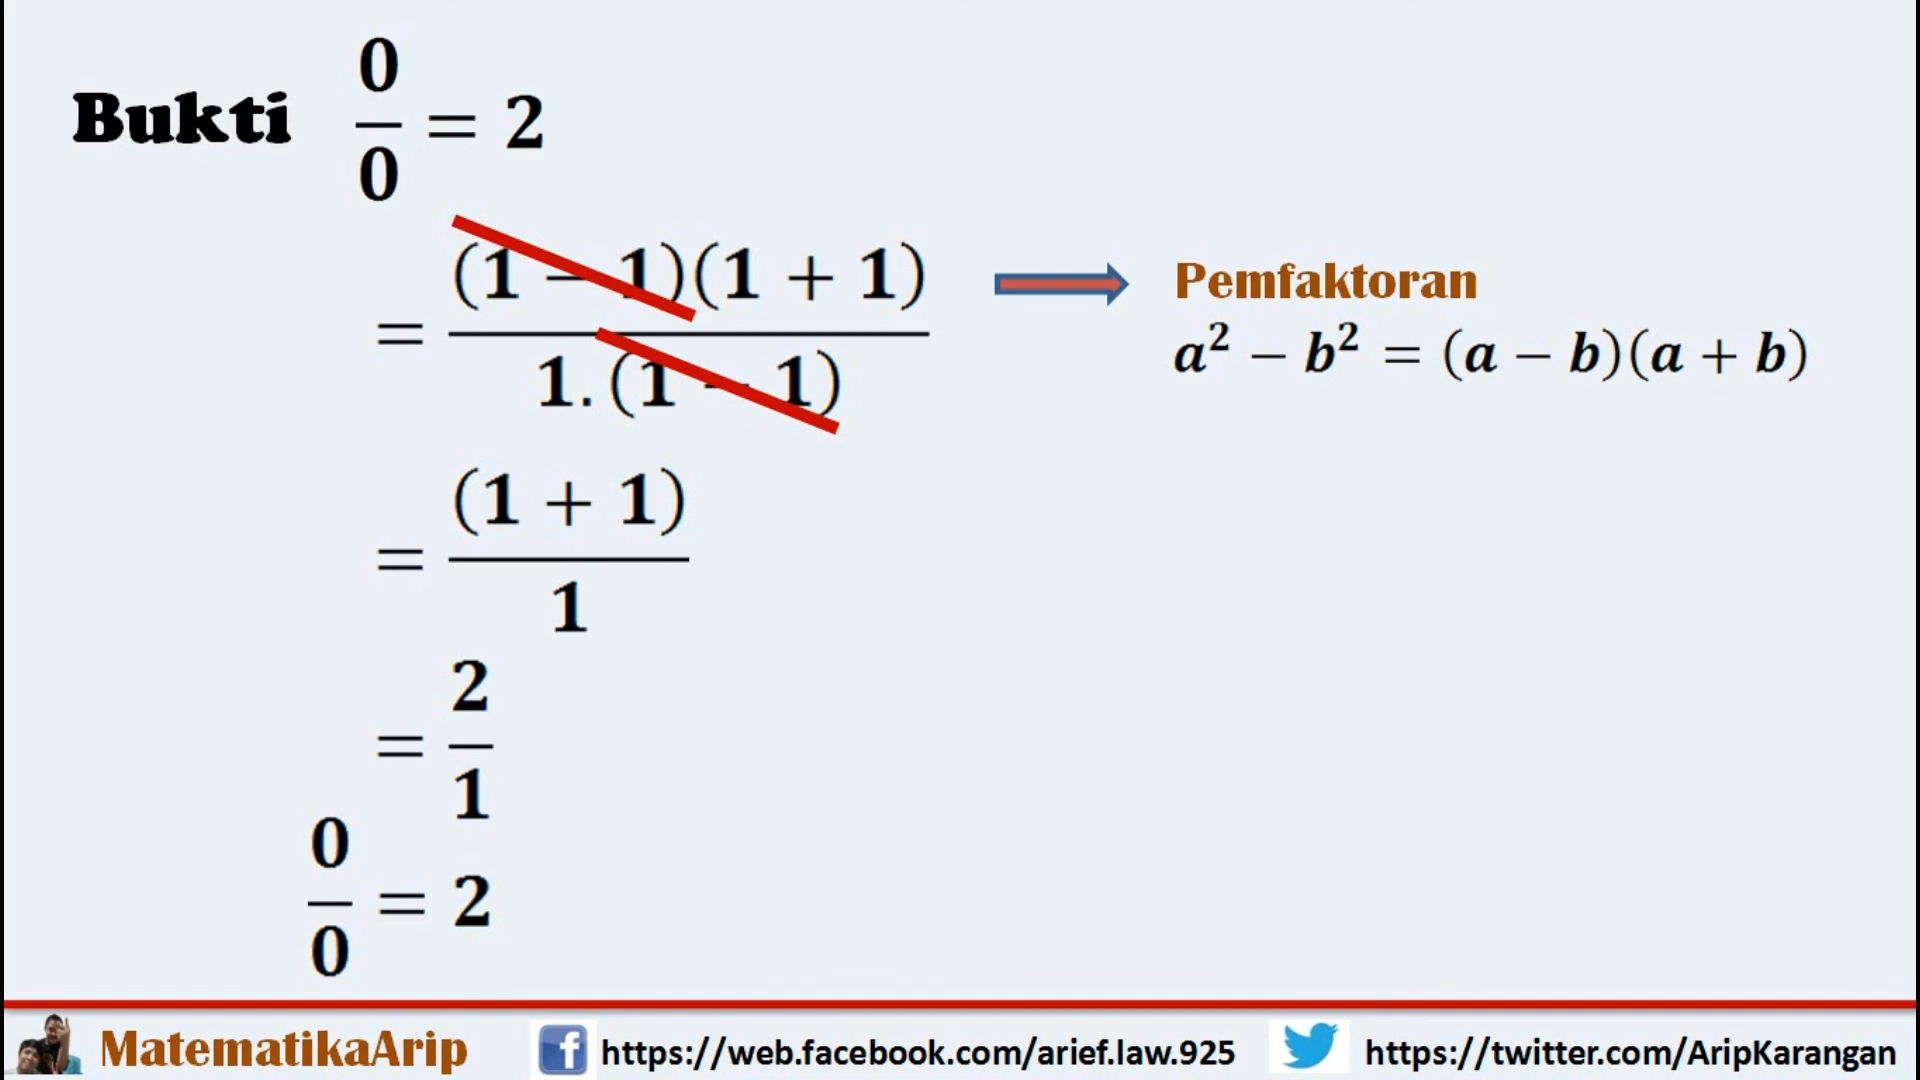 Bukti 0/0 = 2
= (1 − 1)(1 + 1) / 1.(1 − 1)
Pemfaktoran
a² − b² = (a − b)(a + b)
= (1 + 1) / 1
= 2/1
0/0 = 2
MatematikaArip https://web.facebook.com/arief.law.925 https://twitter.com/AripKarangan